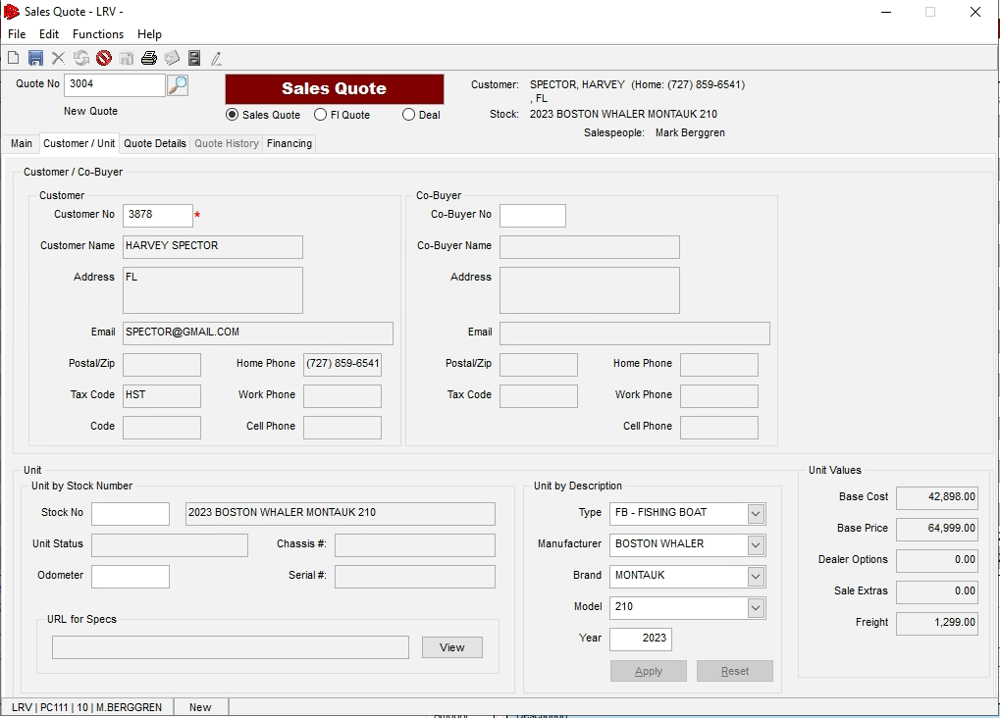 Sales Quote - LRV -
File Edit Functions Help
Quote No 3004
New Quote
Sales Quote
Sales Quote FI Quote Deal
Customer: SPECTOR, HARVEY (Home: (727) 859-6541)
, FL
Stock: 2023 BOSTON WHALER MONTAUK 210
Salespeople: Mark Berggren
Main Customer / Unit Quote Details Quote History Financing
Customer / Co-Buyer
Customer
Customer No 3878 *
Customer Name HARVEY SPECTOR
Address FL
Email SPECTOR@GMAIL.COM
Postal/Zip Home Phone (727) 859-6541
Tax Code HST Work Phone
Code Cell Phone
Co-Buyer
Co-Buyer No
Co-Buyer Name
Address
Email
Postal/Zip Home Phone
Tax Code Work Phone
Cell Phone
Unit
Unit by Stock Number
Stock No 2023 BOSTON WHALER MONTAUK 210
Unit Status Chassis #:
Odometer Serial #:
URL for Specs
View
Unit by Description
Type FB - FISHING BOAT
Manufacturer BOSTON WHALER
Brand MONTAUK
Model 210
Year 2023
Apply Reset
Unit Values
Base Cost 42,898.00
Base Price 64,999.00
Dealer Options 0.00
Sale Extras 0.00
Freight 1,299.00
LRV | PC111 | 10 | M.BERGGREN New